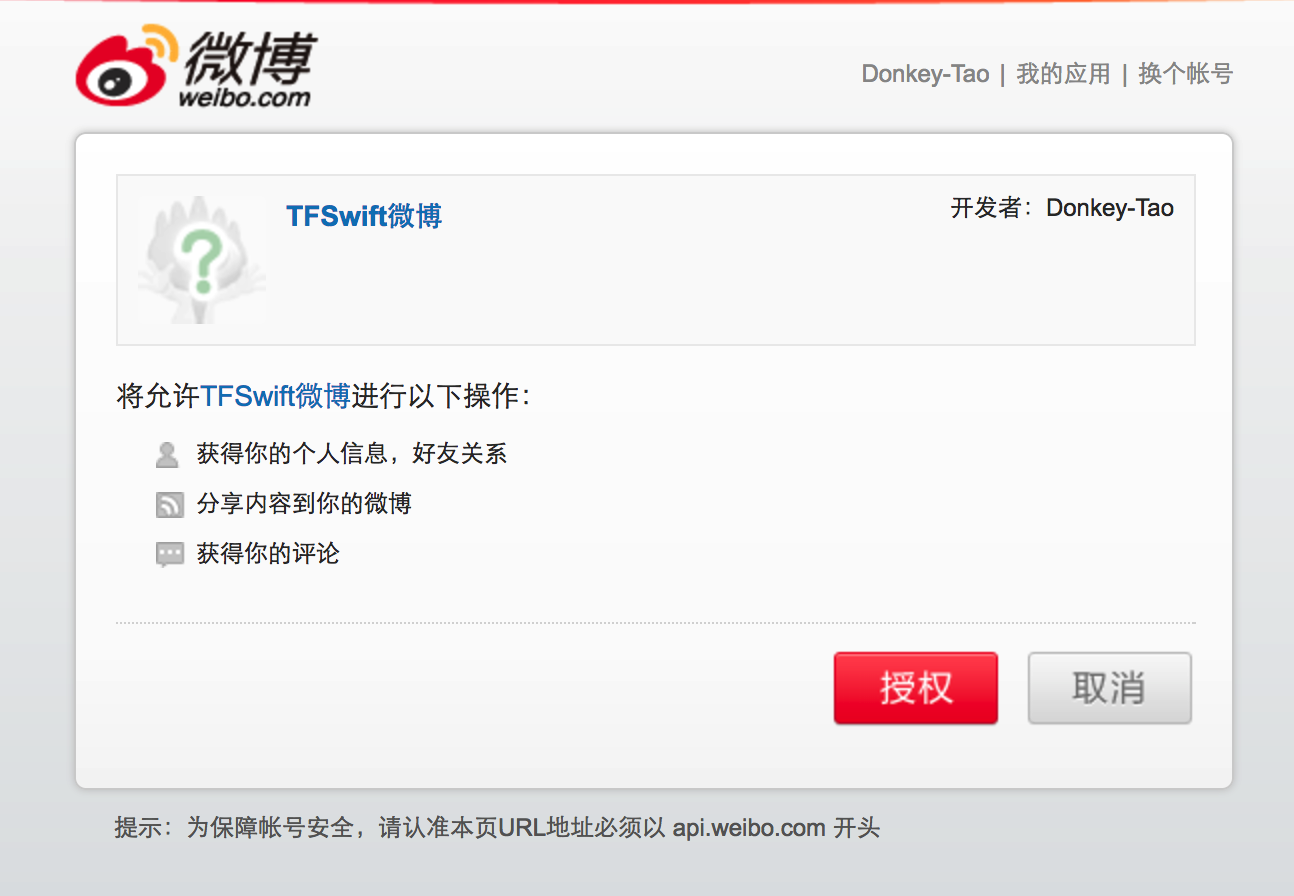 微博
weibo.com
Donkey-Tao | 我的应用 | 换个帐号
TFSwift微博
开发者：Donkey-Tao
将允许TFSwift微博进行以下操作：
获得你的个人信息，好友关系
分享内容到你的微博
获得你的评论
授权
取消
提示：为保障帐号安全，请认准本页URL地址必须以 api.weibo.com 开头